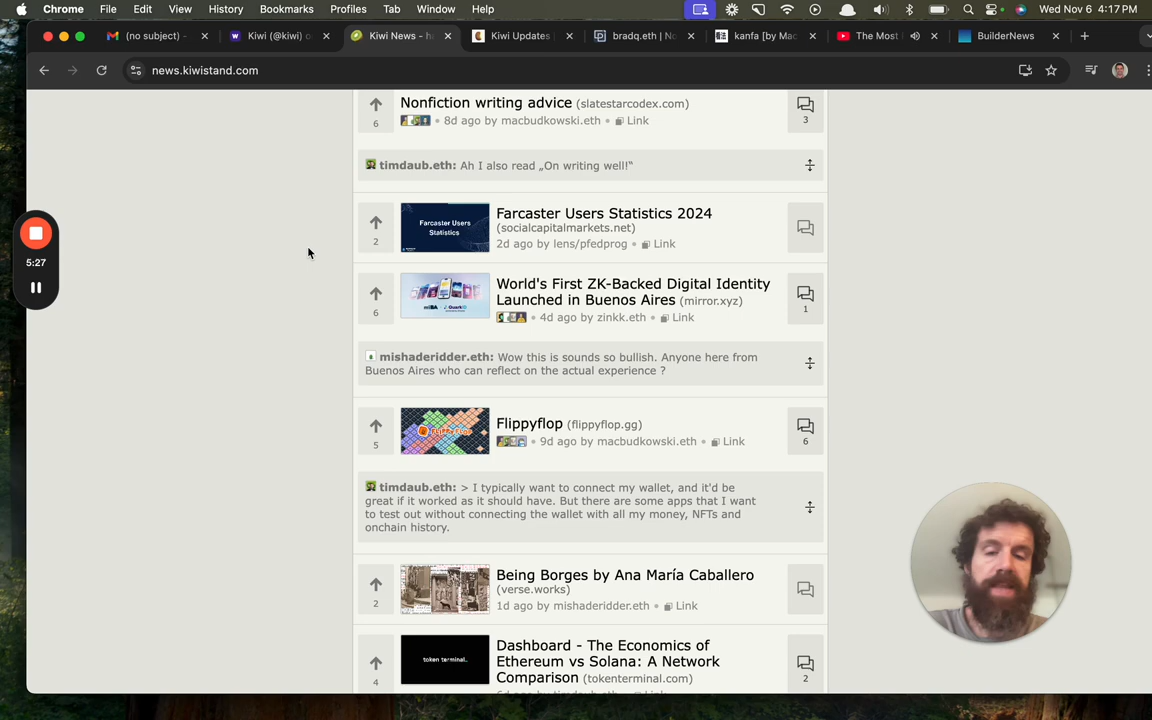 Chrome File Edit View History Bookmarks Profiles Tab Window Help Wed Nov 6 4:17 PM
(no subject) - Kiwi (@kiwi) o Kiwi News - ha Kiwi Updates bradq.eth | No kanfa [by Mac The Most BuilderNews
news.kiwistand.com
Nonfiction writing advice (slatestarcodex.com)
6 • 8d ago by macbudkowski.eth • Link 3
timdaub.eth: Ah I also read „On writing well!“
Farcaster Users Statistics 2024
Farcaster Users
Statistics
(socialcapitalmarkets.net)
2 2d ago by lens/pfedprog • Link
World's First ZK-Backed Digital Identity
Launched in Buenos Aires (mirror.xyz)
6 • 4d ago by zinkk.eth • Link 1
mishaderidder.eth: Wow this is sounds so bullish. Anyone here from
Buenos Aires who can reflect on the actual experience ?
Flippyflop (flippyflop.gg)
5 • 9d ago by macbudkowski.eth • Link 6
timdaub.eth: > I typically want to connect my wallet, and it'd be
great if it worked as it should have. But there are some apps that I want
to test out without connecting the wallet with all my money, NFTs and
onchain history.
Being Borges by Ana María Caballero
(verse.works)
2 1d ago by mishaderidder.eth • Link
Dashboard - The Economics of
Ethereum vs Solana: A Network
Comparison (tokenterminal.com)
token terminal.
4 2
6d ago by timdaub.eth • Link
5:27